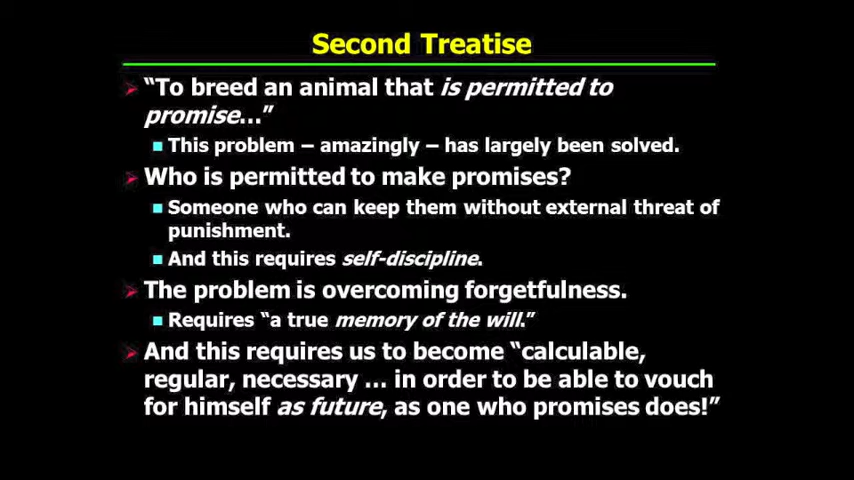 Second Treatise
“To breed an animal that is permitted to
promise…”
This problem – amazingly – has largely been solved.
Who is permitted to make promises?
Someone who can keep them without external threat of
punishment.
And this requires self-discipline.
The problem is overcoming forgetfulness.
Requires “a true memory of the will.”
And this requires us to become “calculable,
regular, necessary … in order to be able to vouch
for himself as future, as one who promises does!”